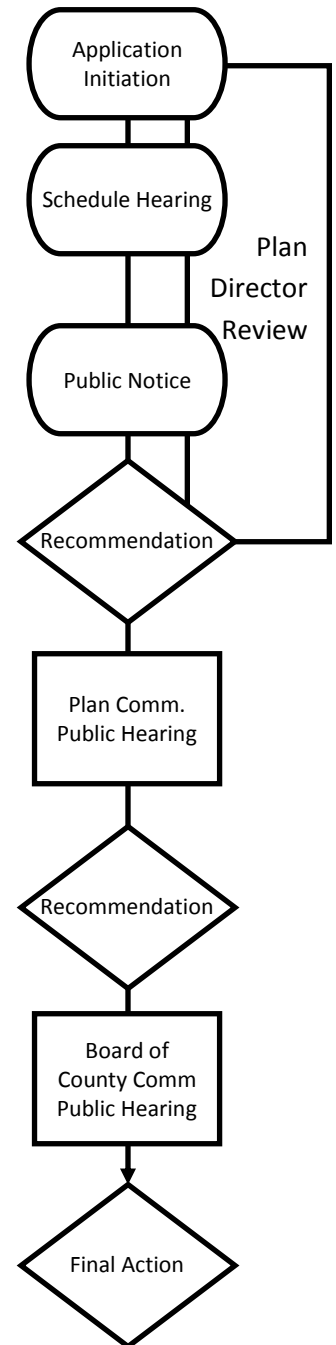 Application
Initiation
Schedule Hearing
Plan
Director
Review
Public Notice
Recommendation
Plan Comm.
Public Hearing
Recommendation
Board of
County Comm
Public Hearing
Final Action